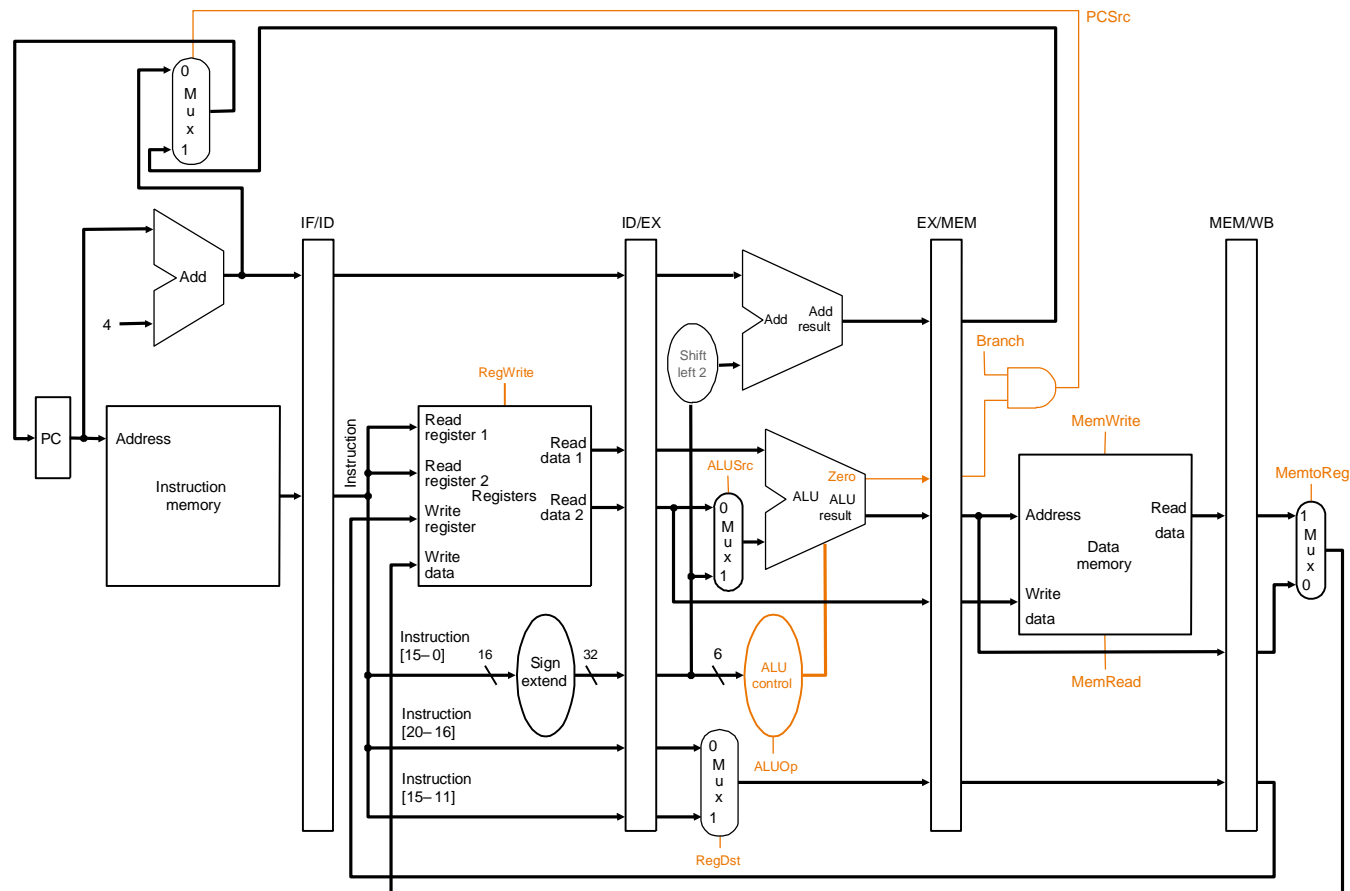 PCSrc
0
M
u
x
1
IF/ID
ID/EX
EX/MEM
MEM/WB
Add
4
Add
Add
result
Shift
left 2
Branch
RegWrite
PC
Address
Instruction
memory
Instruction
Read
register 1
Read
register 2
Write
register
Write
data
Registers
Read
data 1
Read
data 2
ALUSrc
0
M
u
x
1
Zero
ALU
ALU
result
MemWrite
Address
Read
data
Data
memory
Write
data
MemRead
MemtoReg
1
M
u
x
0
Instruction
[15–0]
16
Sign
extend
32
6
ALU
control
ALUOp
Instruction
[20–16]
Instruction
[15–11]
0
M
u
x
1
RegDst